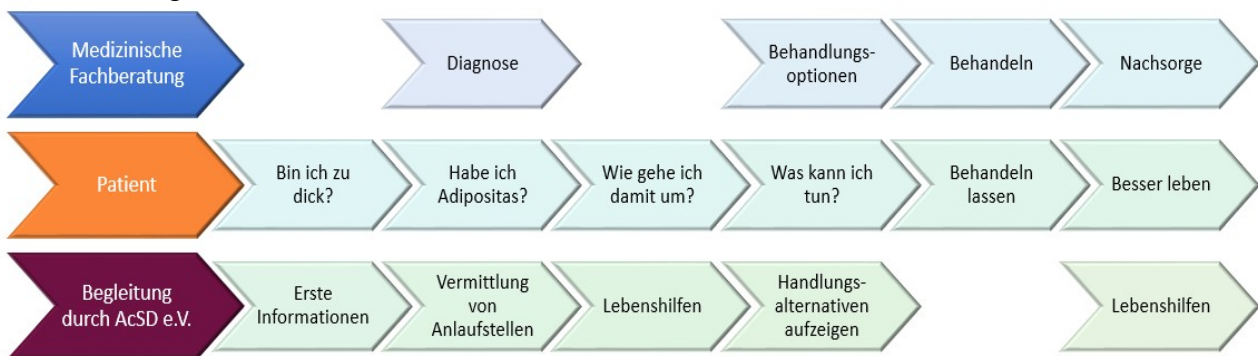 Medizinische
Fachberatung
Diagnose
Behandlungs-
optionen
Behandeln
Nachsorge
Patient
Bin ich zu
dick?
Habe ich
Adipositas?
Wie gehe ich
damit um?
Was kann ich
tun?
Behandeln
lassen
Besser leben
Begleitung
durch AcSD e.V.
Erste
Informationen
Vermittlung
von
Anlaufstellen
Lebenshilfen
Handlungs-
alternativen
aufzeigen
Lebenshilfen